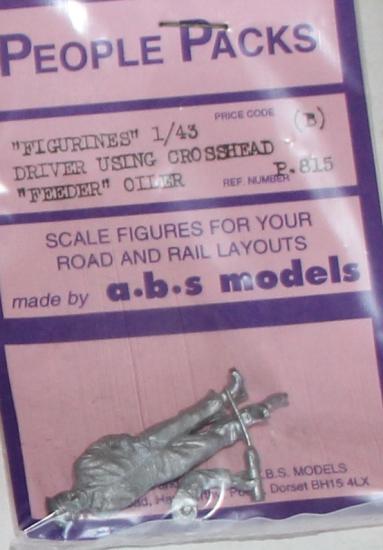 PEOPLE PACKS
PRICE CODE (B)
"FIGURINES" 1/43
DRIVER USING CROSSHEAD
"FEEDER" OILER
REF. NUMBER P.815
SCALE FIGURES FOR YOUR
ROAD AND RAIL LAYOUTS
made by a.b.s models
B.S. MODELS
Dorset BH15 4LX